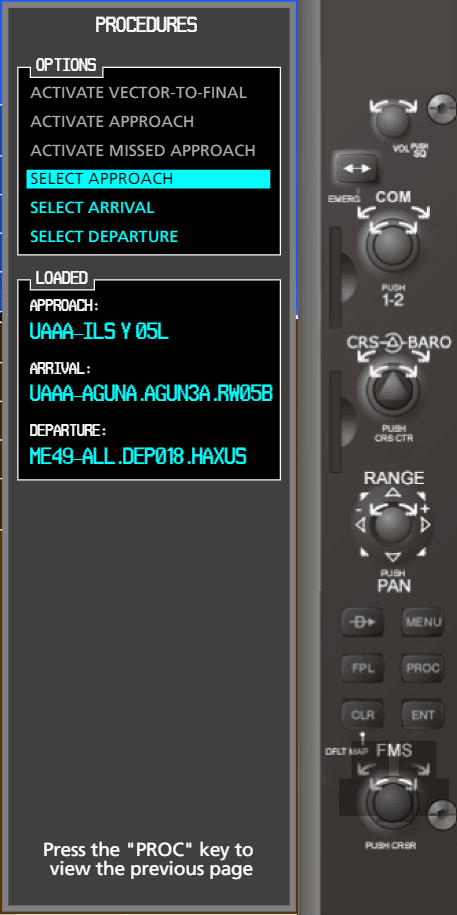 PROCEDURES
OPTIONS
ACTIVATE VECTOR-TO-FINAL
ACTIVATE APPROACH
ACTIVATE MISSED APPROACH
SELECT APPROACH
SELECT ARRIVAL
SELECT DEPARTURE
LOADED
APPROACH:
UAAA-ILS Y 05L
ARRIVAL:
UAAA-AGUNA.AGUN3A.RW05B
DEPARTURE:
ME49-ALL.DEP018.HAXUS
Press the "PROC" key to
view the previous page
VOL PUSH SQ
EMERG
COM
PUSH
1-2
CRS BARO
PUSH
CRS CTR
RANGE
- +
PUSH
PAN
D MENU
FPL PROC
CLR ENT
DFLT MAP FMS
PUSH CRSR